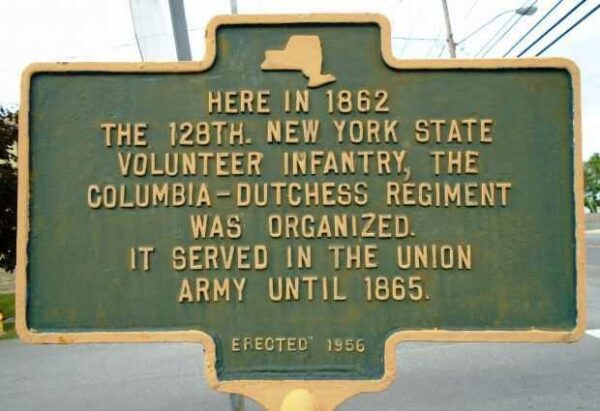 HERE IN 1862
THE 128TH. NEW YORK STATE
VOLUNTEER INFANTRY, THE
COLUMBIA-DUTCHESS REGIMENT
WAS ORGANIZED.
IT SERVED IN THE UNION
ARMY UNTIL 1865.
ERECTED 1956